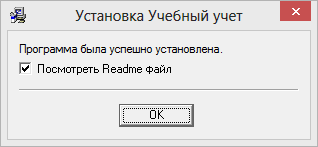 Установка Учебный учет
Программа была успешно установлена.
Посмотреть Readme файл
OK